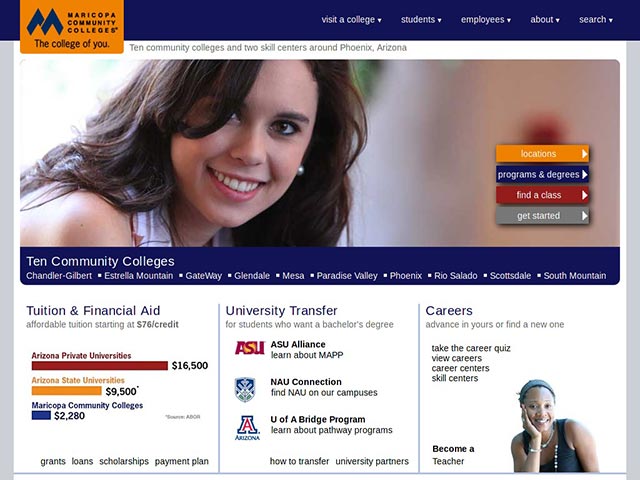 MARICOPA
COMMUNITY
COLLEGES
The college of you.
visit a college ▾ students ▾ employees ▾ about ▾ search ▾
Ten community colleges and two skill centers around Phoenix, Arizona
locations
programs & degrees
find a class
get started
Ten Community Colleges
Chandler-Gilbert ▪ Estrella Mountain ▪ GateWay ▪ Glendale ▪ Mesa ▪ Paradise Valley ▪ Phoenix ▪ Rio Salado ▪ Scottsdale ▪ South Mountain
Tuition & Financial Aid
affordable tuition starting at $76/credit
Arizona Private Universities
$16,500
Arizona State Universities
$9,500*
Maricopa Community Colleges
$2,280
*Source: ABOR
grants loans scholarships payment plan
University Transfer
for students who want a bachelor's degree
ASU
ASU Alliance
learn about MAPP
NAU Connection
find NAU on our campuses
A
ARIZONA
U of A Bridge Program
learn about pathway programs
how to transfer university partners
Careers
advance in yours or find a new one
take the career quiz
view careers
career centers
skill centers
Become a
Teacher